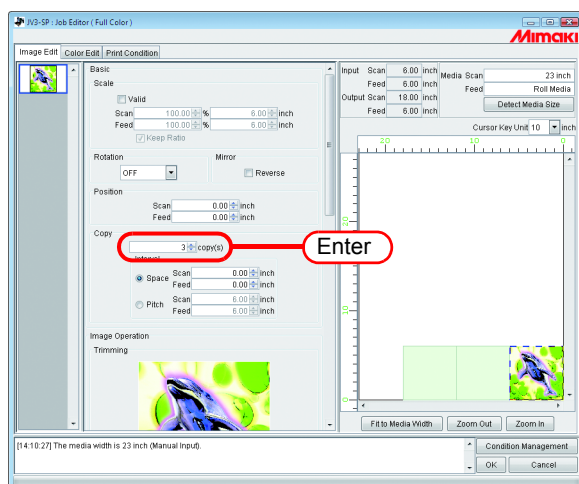 JV3-SP : Job Editor ( Full Color )
Mimaki
Image Edit Color Edit Print Condition
Basic
Scale
Valid
Scan 100.00 % 6.00 inch
Feed 100.00 % 6.00 inch
Keep Ratio
Rotation Mirror
OFF Reverse
Position
Scan 0.00 inch
Feed 0.00 inch
Copy
3 copy(s)
Interval
Space Scan 0.00 inch
Feed 0.00 inch
Pitch Scan 6.00 inch
Feed 6.00 inch
Image Operation
Trimming
Enter
Input Scan 6.00 inch
Feed 6.00 inch
Output Scan 18.00 inch
Feed 6.00 inch
Media Scan 23 inch
Feed Roll Media
Detect Media Size
Cursor Key Unit 10 inch
20 10 0
20
10
0
Fit to Media Width Zoom Out Zoom In
[14:10:27] The media width is 23 inch (Manual Input).
Condition Management
OK Cancel